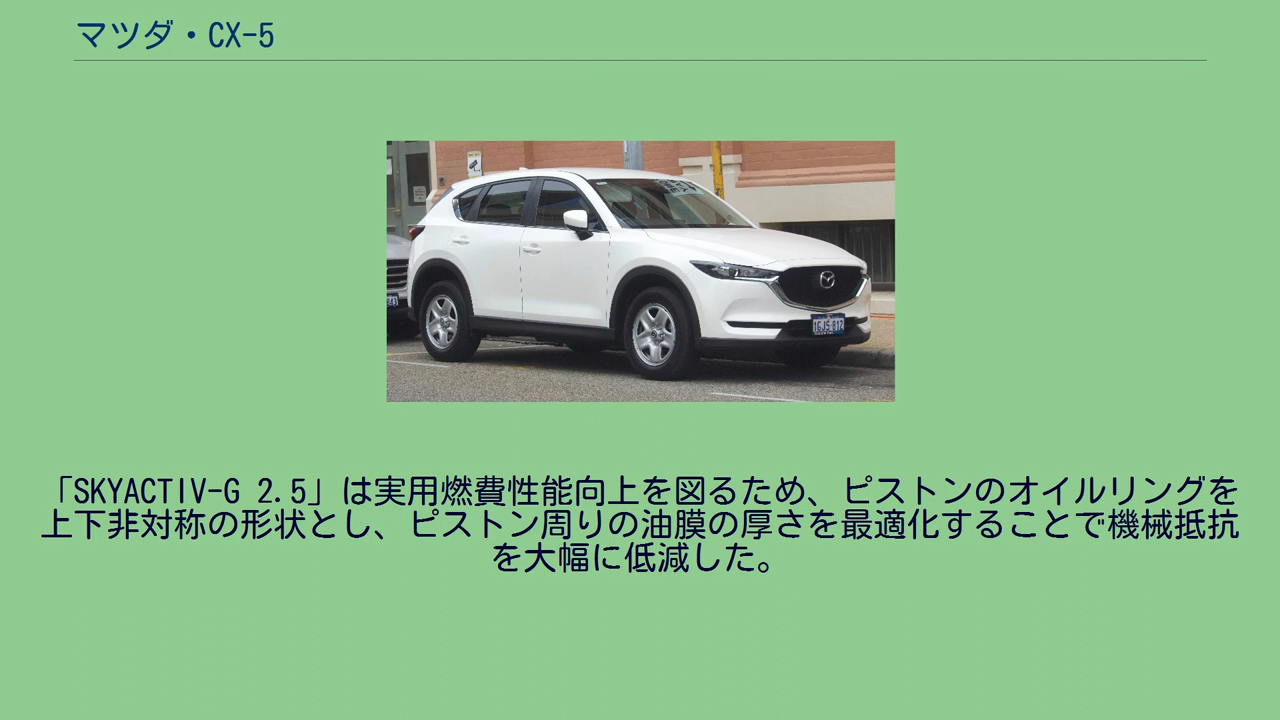 マツダ・CX-5
「SKYACTIV-G 2.5」は実用燃費性能向上を図るため、ピストンのオイルリングを
上下非対称の形状とし、ピストン周りの油膜の厚さを最適化することで機械抵抗
を大幅に低減した。